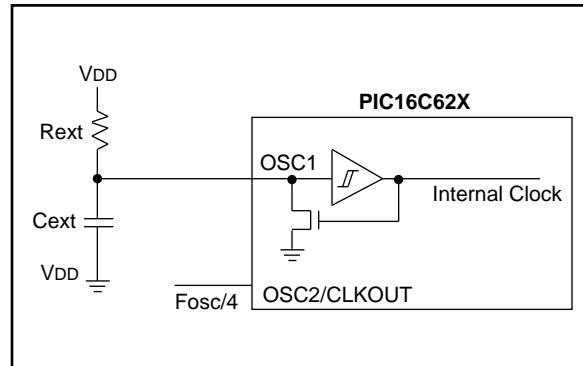 VDD
PIC16C62X
Rext
OSC1
Internal Clock
Cext
VDD
Fosc/4
OSC2/CLKOUT